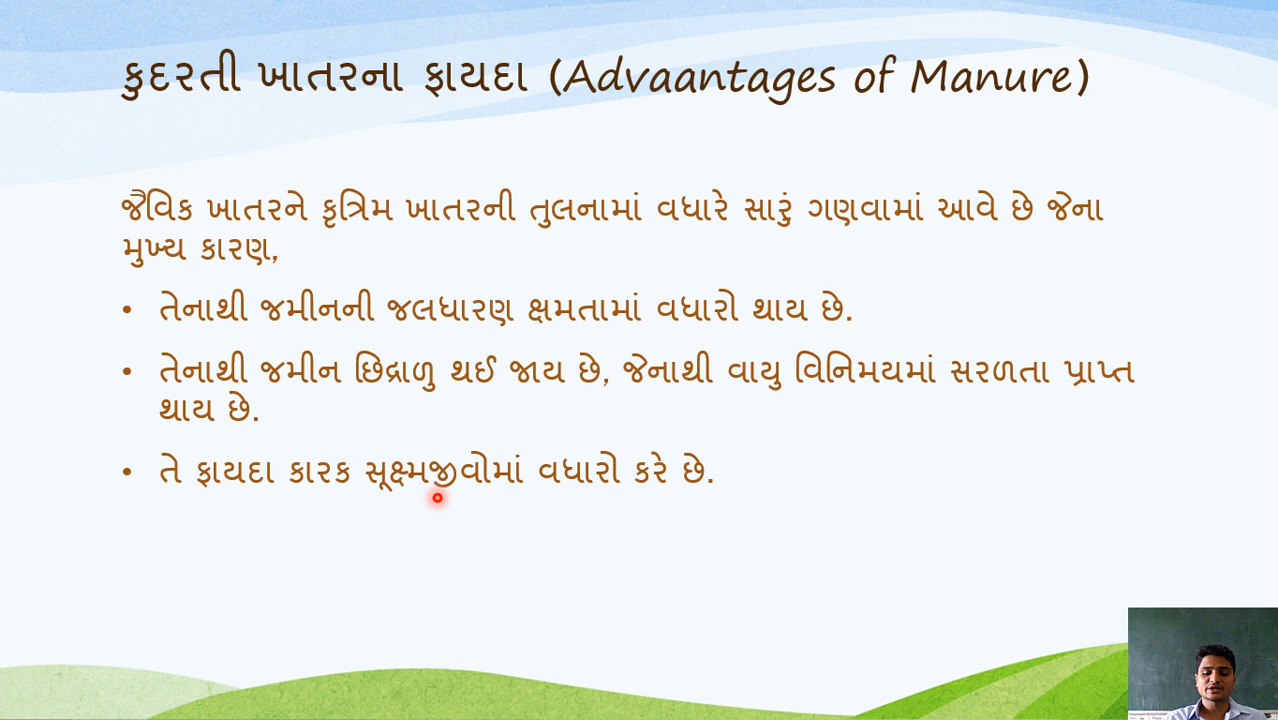 કુદરતી ખાતરના ફાયદા (Advaantages of Manure)
જૈવિક ખાતરને કૃત્રિમ ખાતરની તુલનામાં વધારે સારું ગણવામાં આવે છે જેના
મુખ્ય કારણ,
• તેનાથી જમીનની જલધારણ ક્ષમતામાં વધારો થાય છે.
• તેનાથી જમીન છિદ્રાળુ થઈ જાય છે, જેનાથી વાયુ વિનિમયમાં સરળતા પ્રાપ્ત
થાય છે.
• તે ફાયદા કારક સૂક્ષ્મજીવોમાં વધારો કરે છે.